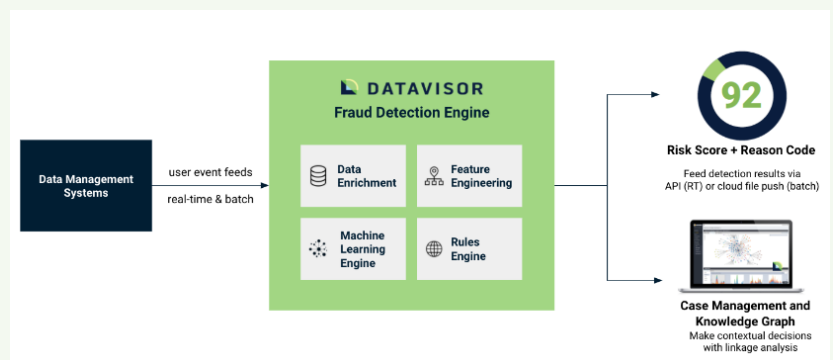 Data Management
Systems
user event feeds
real-time & batch
DATAVISOR
Fraud Detection Engine
Data
Enrichment
Feature
Engineering
Machine
Learning
Engine
Rules
Engine
92
Risk Score + Reason Code
Feed detection results via
API (RT) or cloud file push (batch)
Case Management and
Knowledge Graph
Make contextual decisions
with linkage analysis